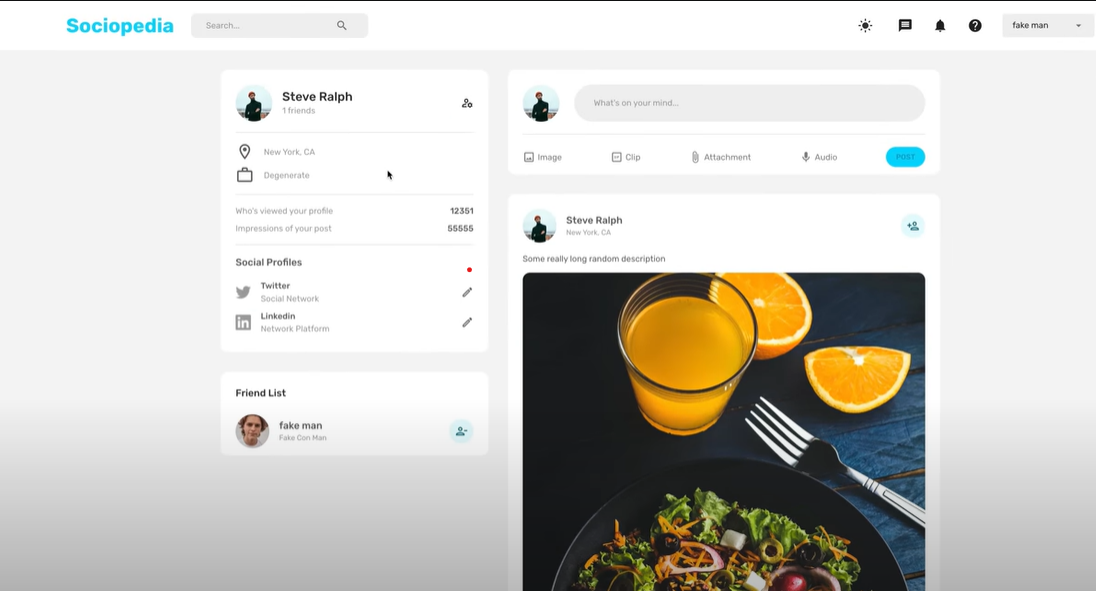 Sociopedia
Search...
fake man
Steve Ralph
1 friends
New York, CA
Degenerate
Who's viewed your profile 12351
Impressions of your post 55555
Social Profiles
Twitter
Social Network
Linkedin
Network Platform
Friend List
fake man
Fake Con Man
What's on your mind...
Image Clip Attachment Audio POST
Steve Ralph
New York, CA
Some really long random description